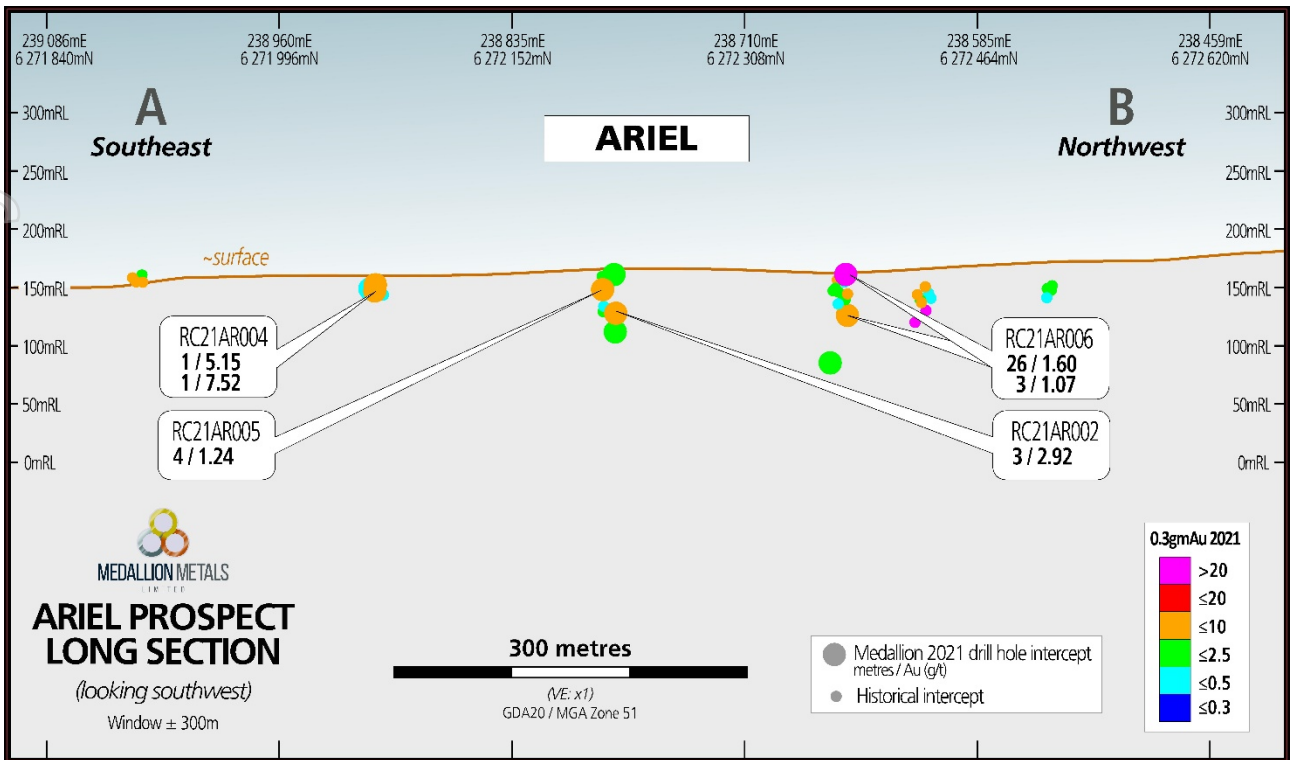 239 086mE 238 960mE 238 835mE 238 710mE 238 585mE 238 459mE
6 271 840mN 6 271 996mN 6 272 152mN 6 272 308mN 6 272 464mN 6 272 620mN
A
Southeast
ARIEL
B
Northwest
300mRL 300mRL
250mRL 250mRL
200mRL 200mRL
~surface
150mRL 150mRL
100mRL 100mRL
50mRL 50mRL
0mRL 0mRL
RC21AR004
1 / 5.15
1 / 7.52
RC21AR005
4 / 1.24
RC21AR006
26 / 1.60
3 / 1.07
RC21AR002
3 / 2.92
MEDALLION METALS
LIMITED
ARIEL PROSPECT
LONG SECTION
(looking southwest)
Window ± 300m
300 metres
(VE: x1)
GDA20 / MGA Zone 51
Medallion 2021 drill hole intercept
metres / Au (g/t)
Historical intercept
0.3gmAu 2021
>20
≤20
≤10
≤2.5
≤0.5
≤0.3